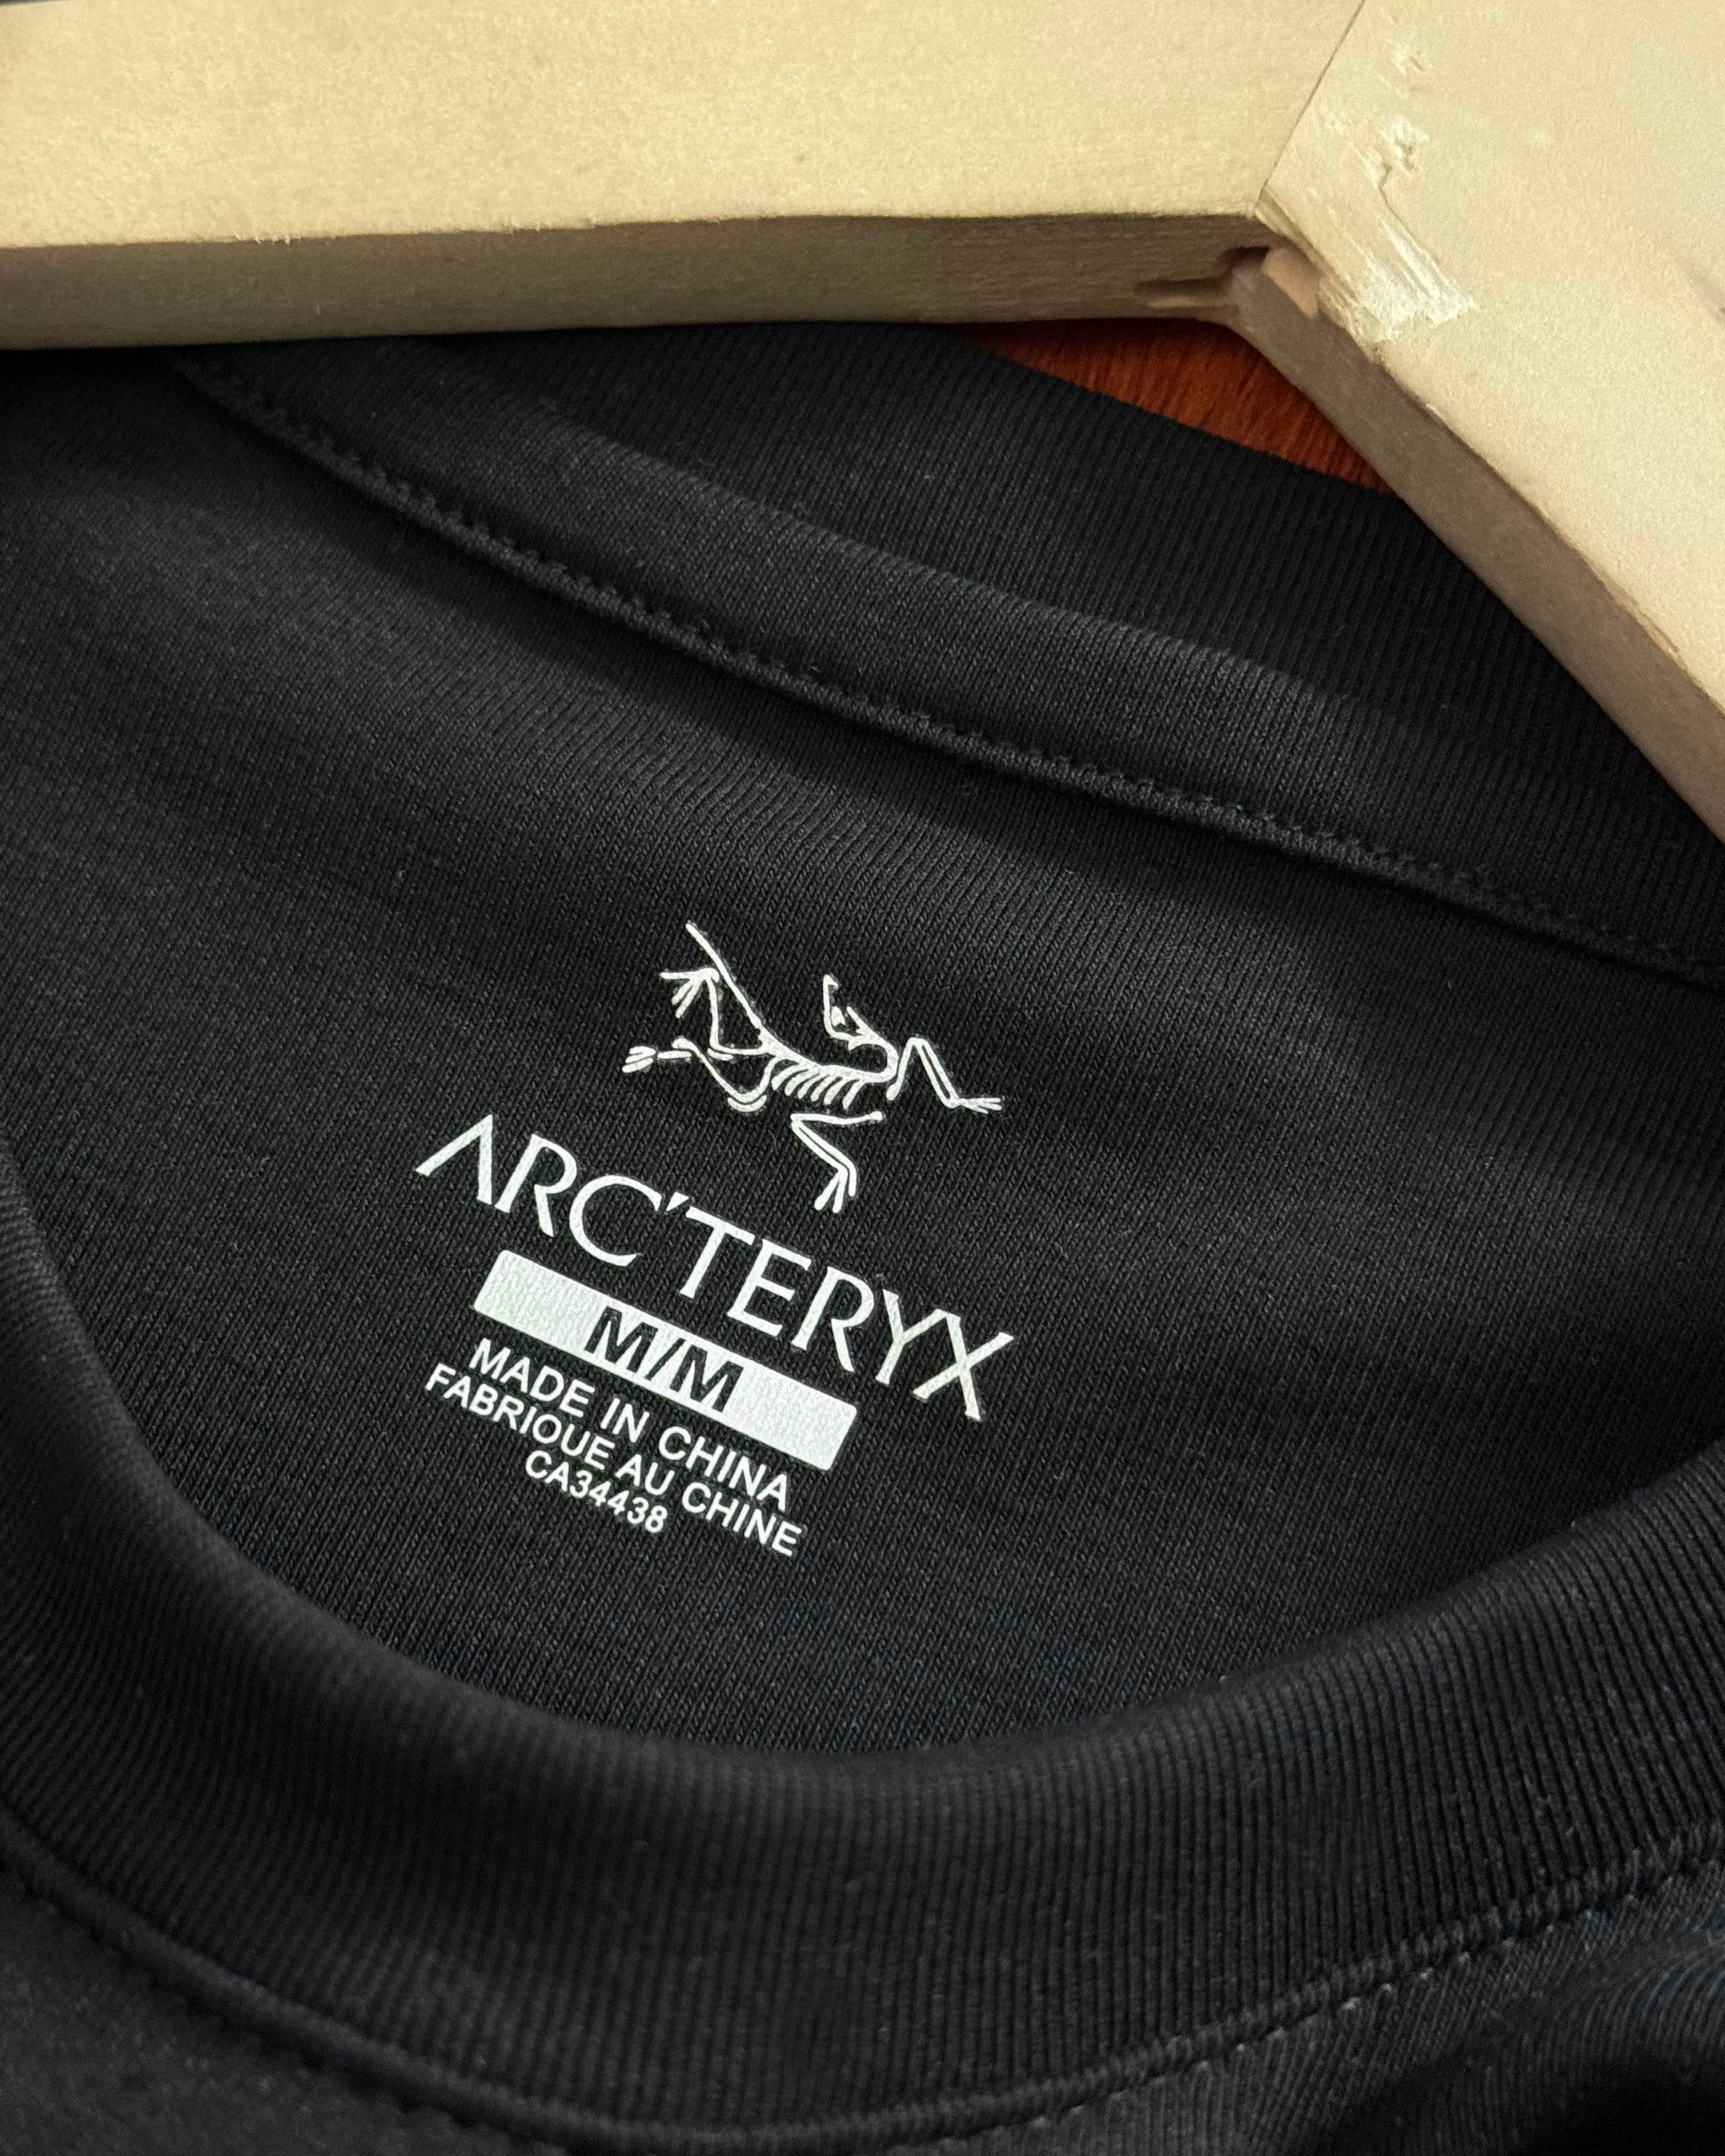 ARC'TERYX
M/M
MADE IN CHINA
FABRIQUE AU CHINE
CA34438